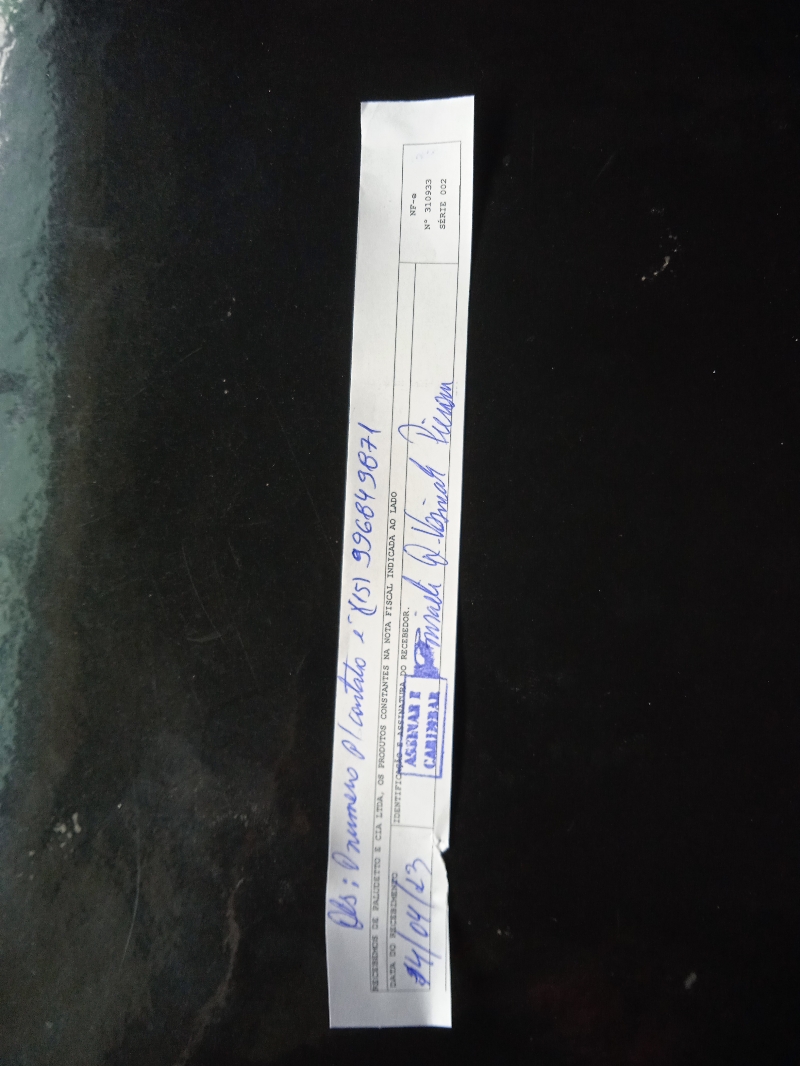 Obs: O numero p/ contato é (15) 996849871
RECEBEMOS DE PALUDETTO E CIA LTDA, OS PRODUTOS CONSTANTES NA NOTA FISCAL INDICADA AO LADO
DATA DO RECEBIMENTO
14/04/23
IDENTIFICAÇÃO E ASSINATURA DO RECEBEDOR.
ASSINAR E
CARIMBAR
NF-e
N° 310933
SÉRIE 002